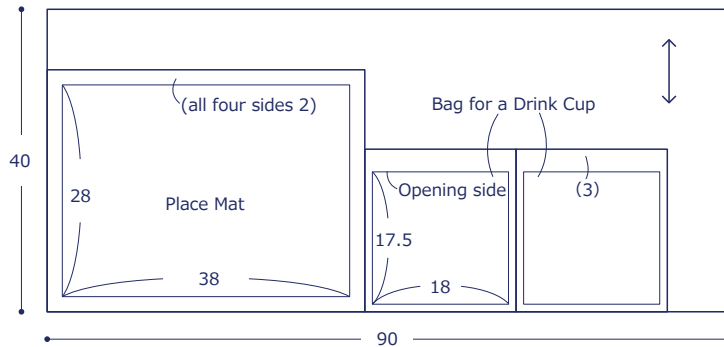 (all four sides 2)
Bag for a Drink Cup
40
28
Place Mat
Opening side
(3)
17.5
38
18
90